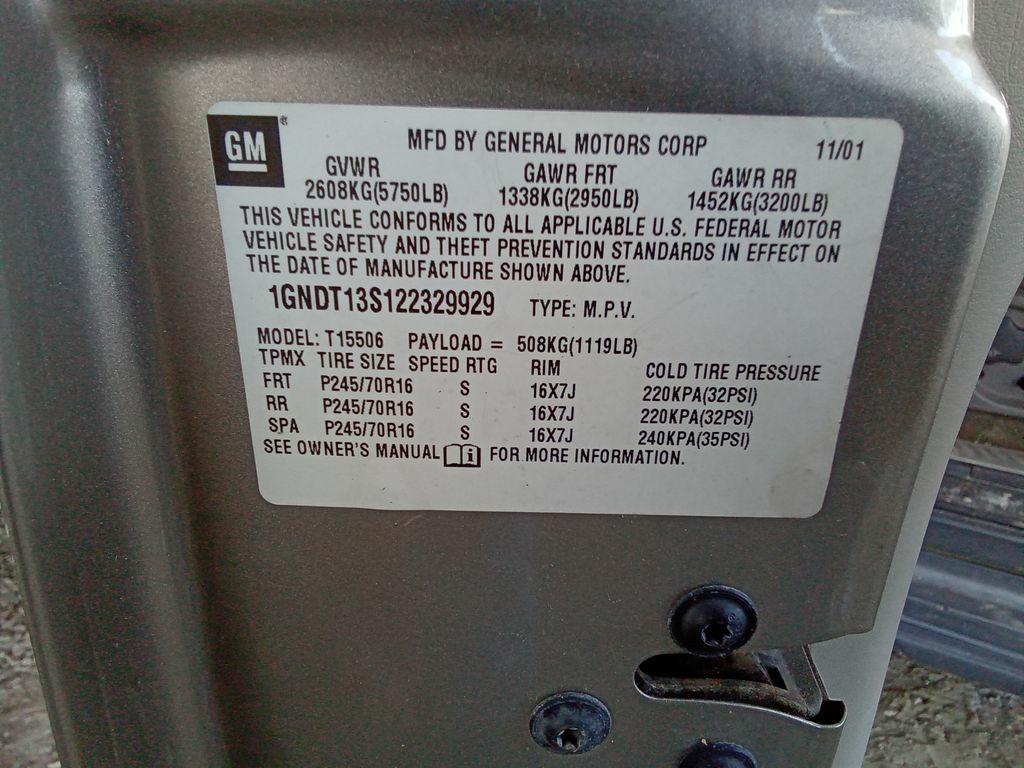 GM®
MFD BY GENERAL MOTORS CORP 11/01
GVWR GAWR FRT GAWR RR
2608KG(5750LB) 1338KG(2950LB) 1452KG(3200LB)
THIS VEHICLE CONFORMS TO ALL APPLICABLE U.S. FEDERAL MOTOR
VEHICLE SAFETY AND THEFT PREVENTION STANDARDS IN EFFECT ON
THE DATE OF MANUFACTURE SHOWN ABOVE.
1GNDT13S122329929 TYPE: M.P.V.
MODEL: T15506 PAYLOAD = 508KG(1119LB)
TPMX TIRE SIZE SPEED RTG RIM COLD TIRE PRESSURE
FRT P245/70R16 S 16X7J 220KPA(32PSI)
RR P245/70R16 S 16X7J 220KPA(32PSI)
SPA P245/70R16 S 16X7J 240KPA(35PSI)
SEE OWNER'S MANUAL i FOR MORE INFORMATION.